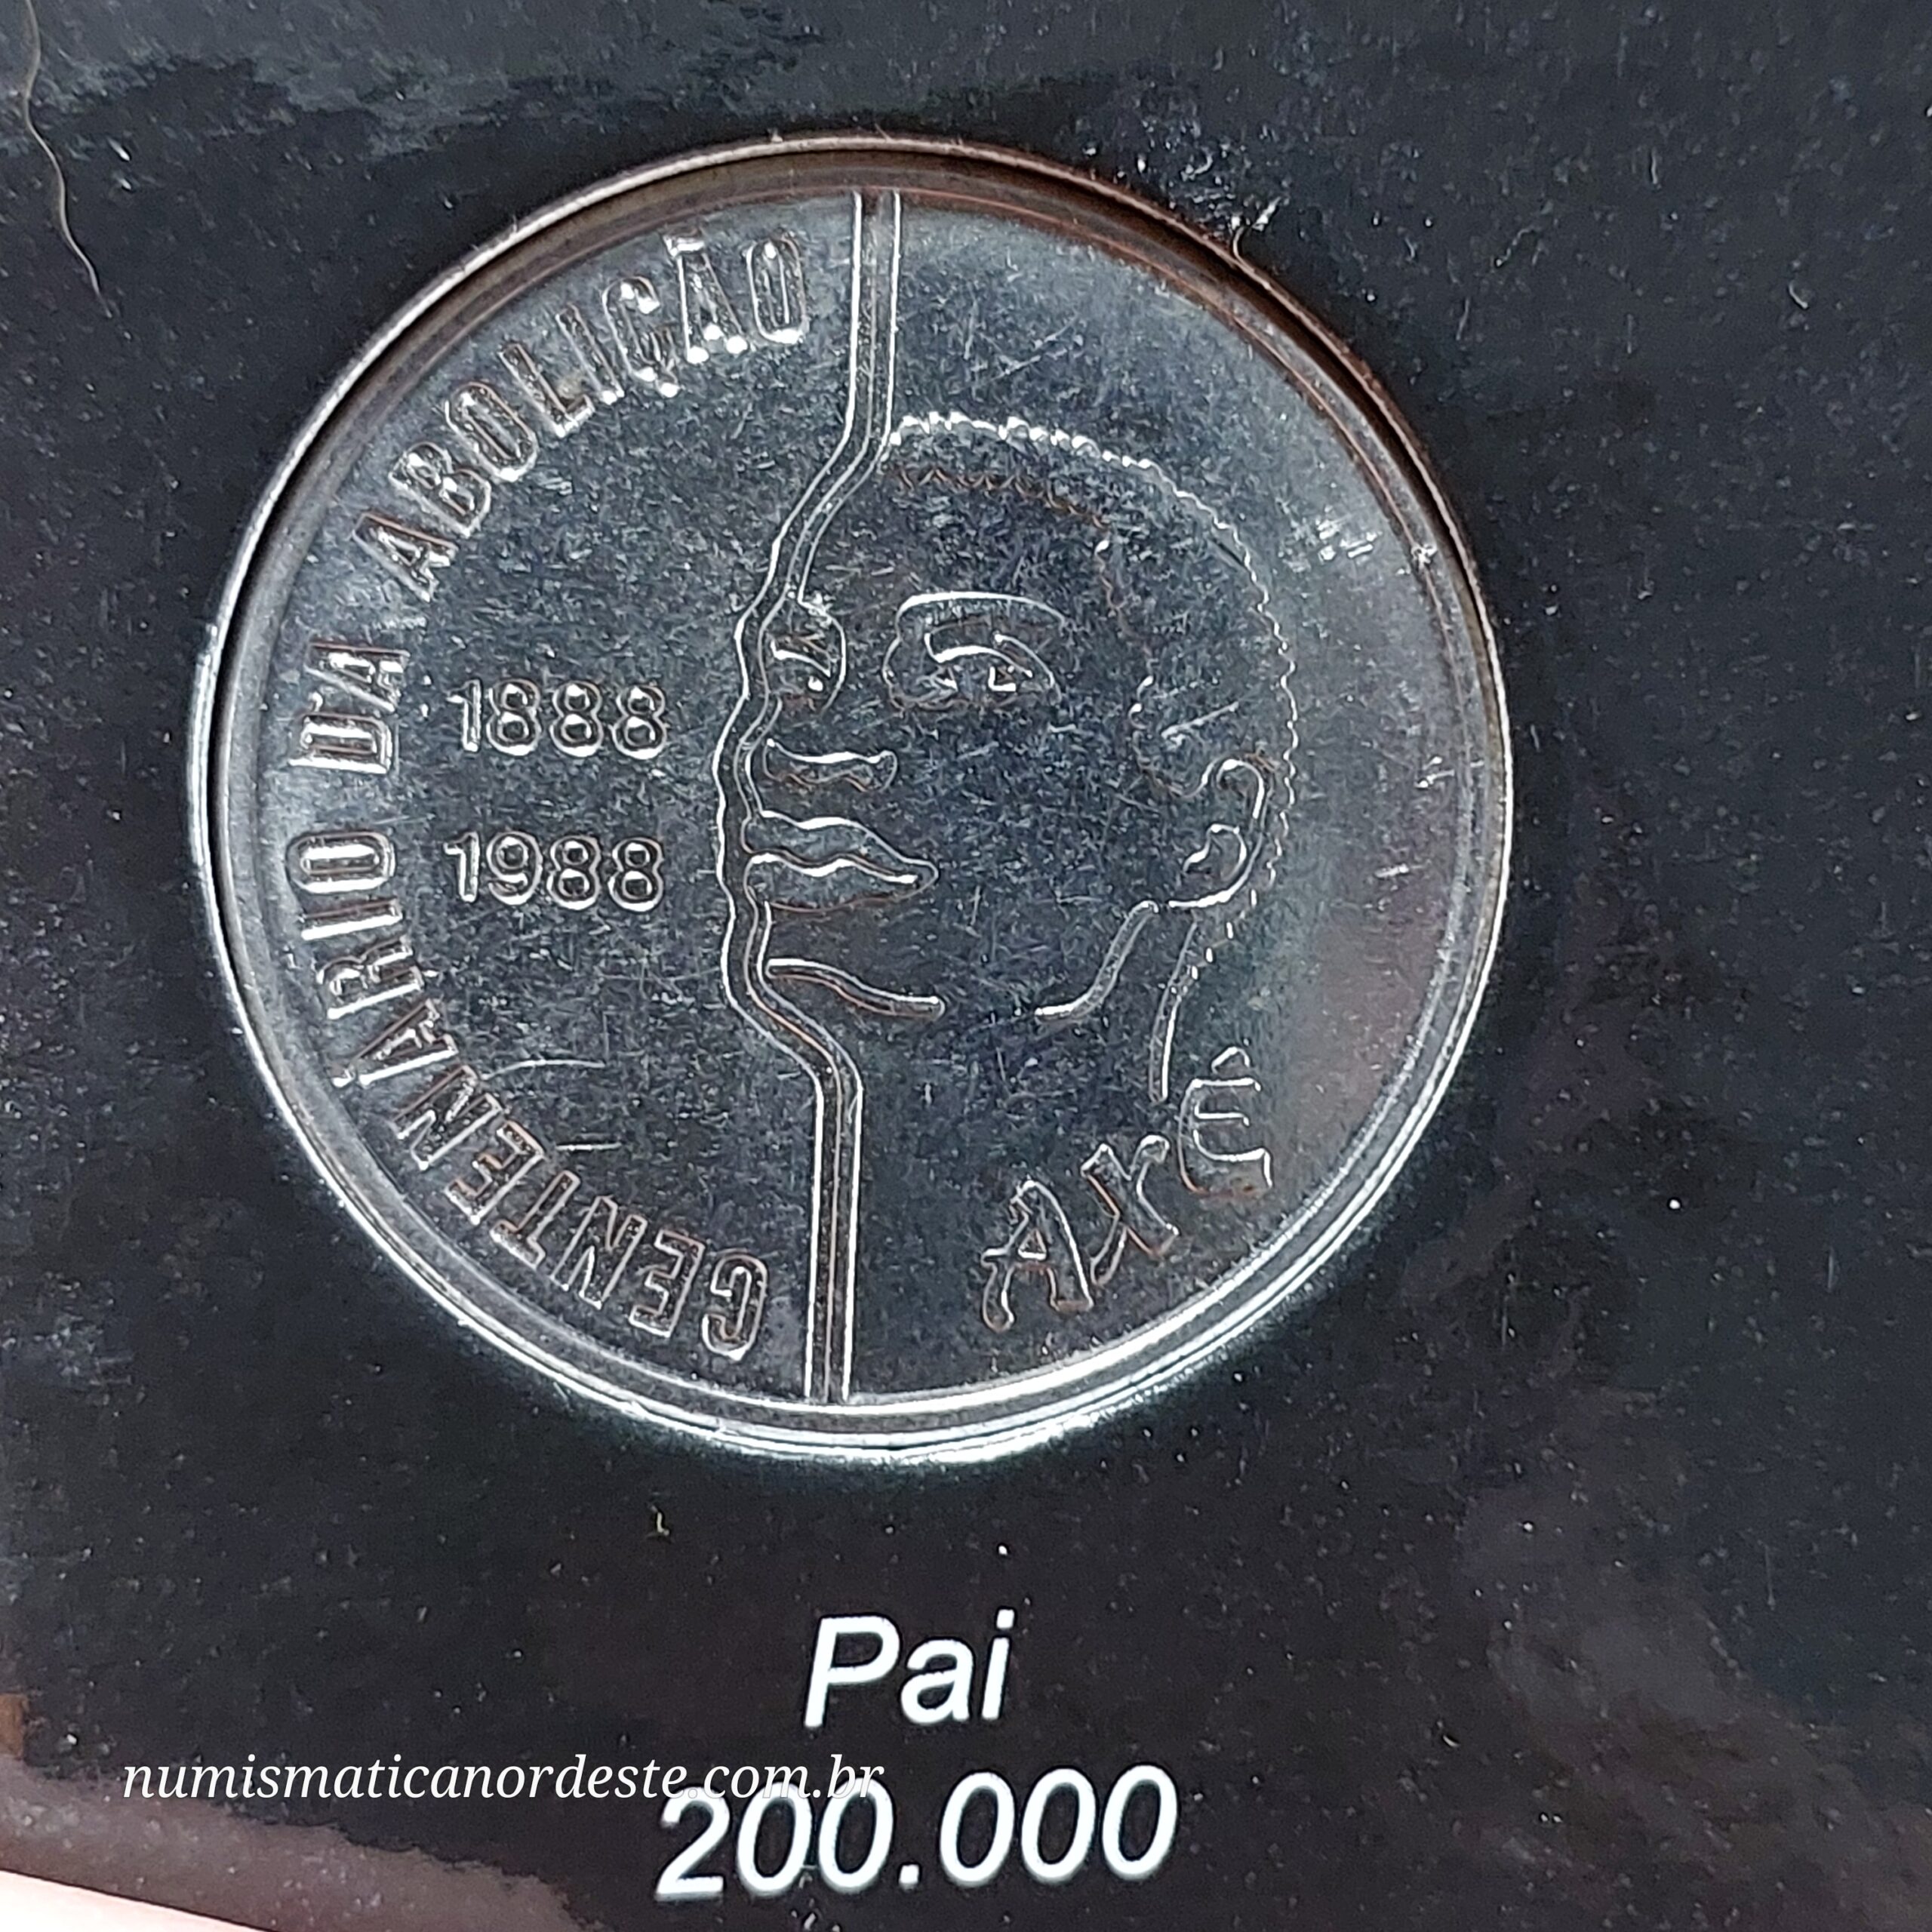 CENTENÁRIO DA ABOLIÇÃO
1888
1988
Axé
Pai
numismaticanordeste.com.br
200.000